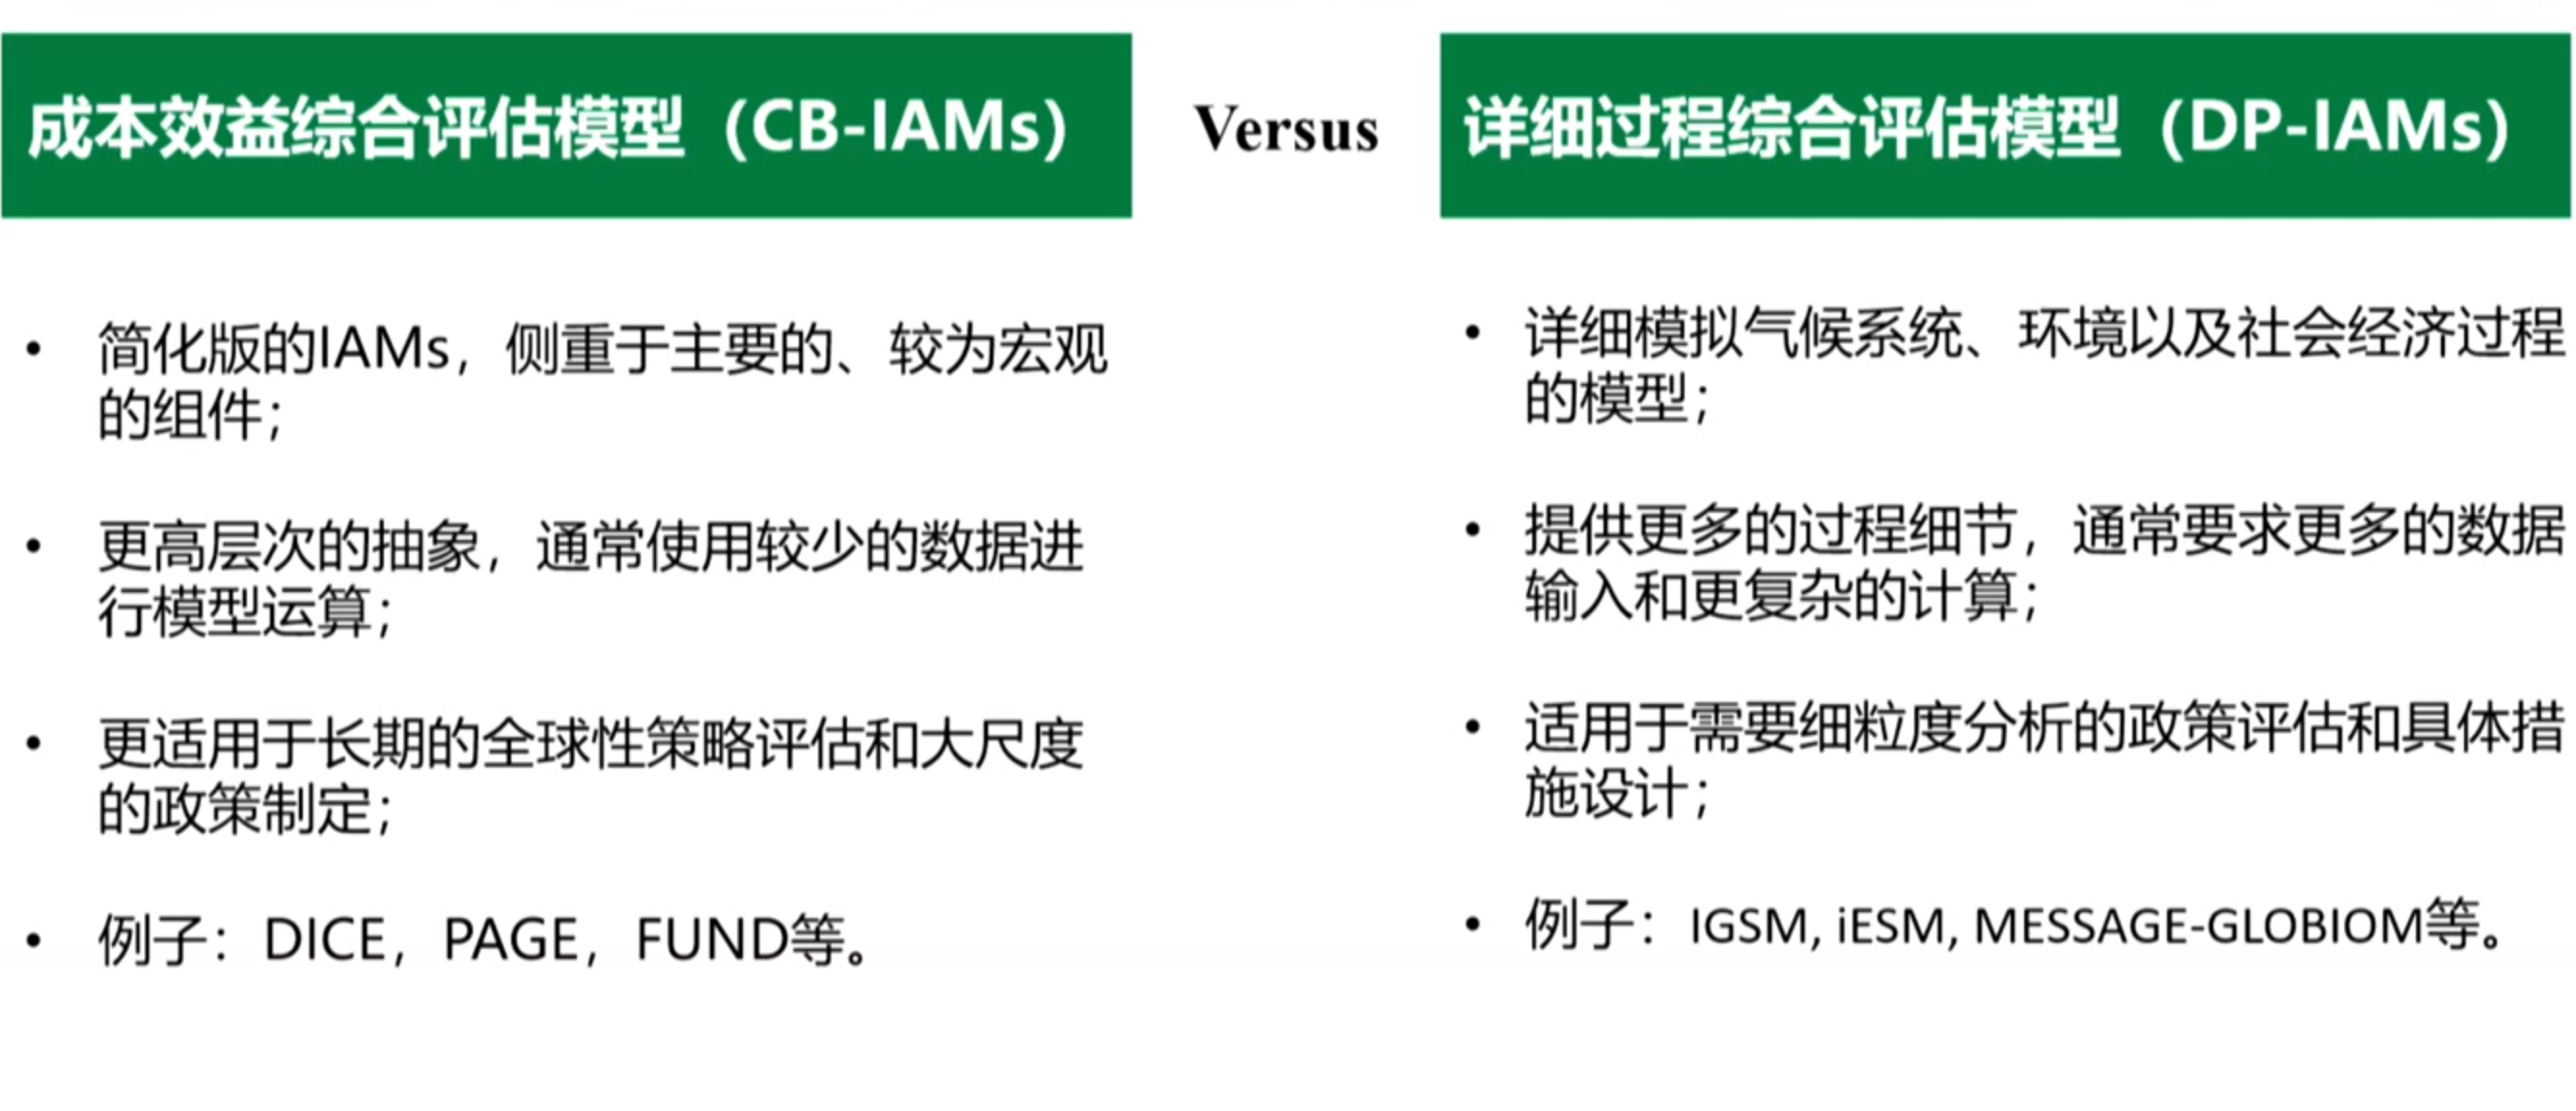 成本效益综合评估模型（CB-IAMs）
Versus
详细过程综合评估模型（DP-IAMs）
• 简化版的IAMs，侧重于主要的、较为宏观
的组件；
• 更高层次的抽象，通常使用较少的数据进
行模型运算；
• 更适用于长期的全球性策略评估和大尺度
的政策制定；
• 例子：DICE，PAGE，FUND等。
• 详细模拟气候系统、环境以及社会经济过程
的模型；
• 提供更多的过程细节，通常要求更多的数据
输入和更复杂的计算；
• 适用于需要细粒度分析的政策评估和具体措
施设计；
• 例子：IGSM, iESM, MESSAGE-GLOBIOM等。